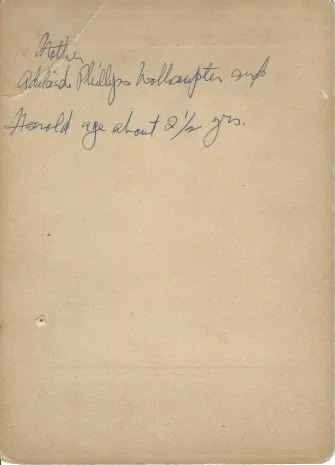 Mother
Adelaide Phillips Wolhaupter and
Harold age about 2 1/2 yrs.